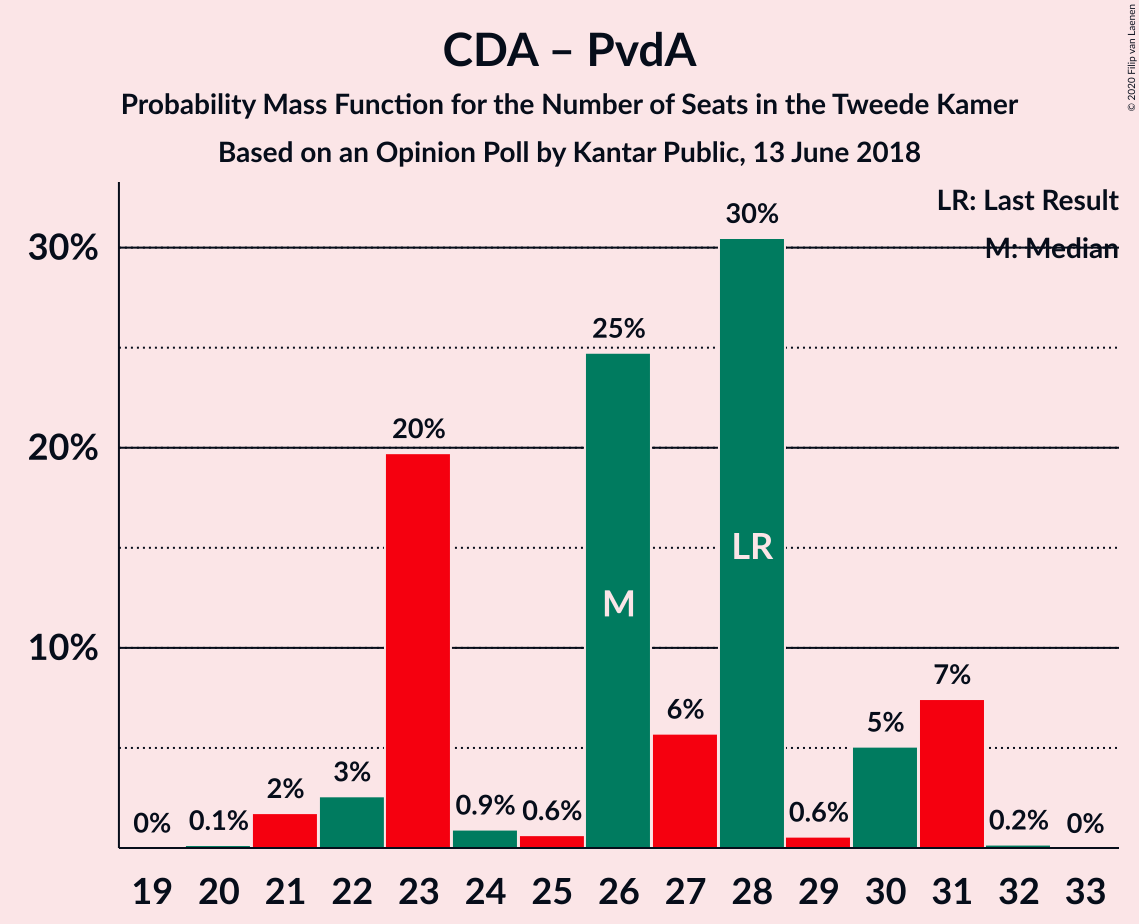 CDA – PvdA
Probability Mass Function for the Number of Seats in the Tweede Kamer
Based on an Opinion Poll by Kantar Public, 13 June 2018
© 2020 Filip van Laenen
LR: Last Result
M: Median
30%
20%
10%
0%
0.1%
2%
3%
20%
0.9%
0.6%
25%
6%
30%
0.6%
5%
7%
0.2%
0%
M
LR
19 20 21 22 23 24 25 26 27 28 29 30 31 32 33